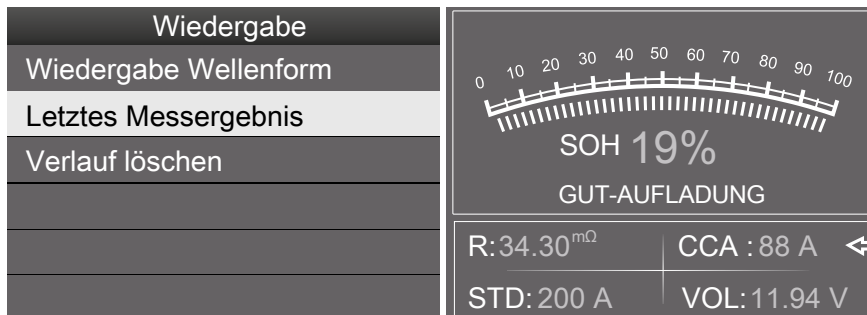 Wiedergabe
Wiedergabe Wellenform
Letztes Messergebnis
Verlauf löschen
0 10 20 30 40 50 60 70 80 90 100
SOH 19%
GUT-AUFLADUNG
R:34.30mΩ CCA :88 A
STD:200 A VOL:11.94 V